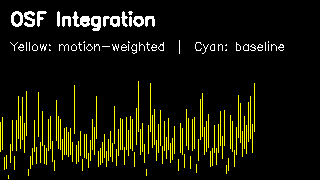 OSF Integration
Yellow: motion-weighted | Cyan: baseline